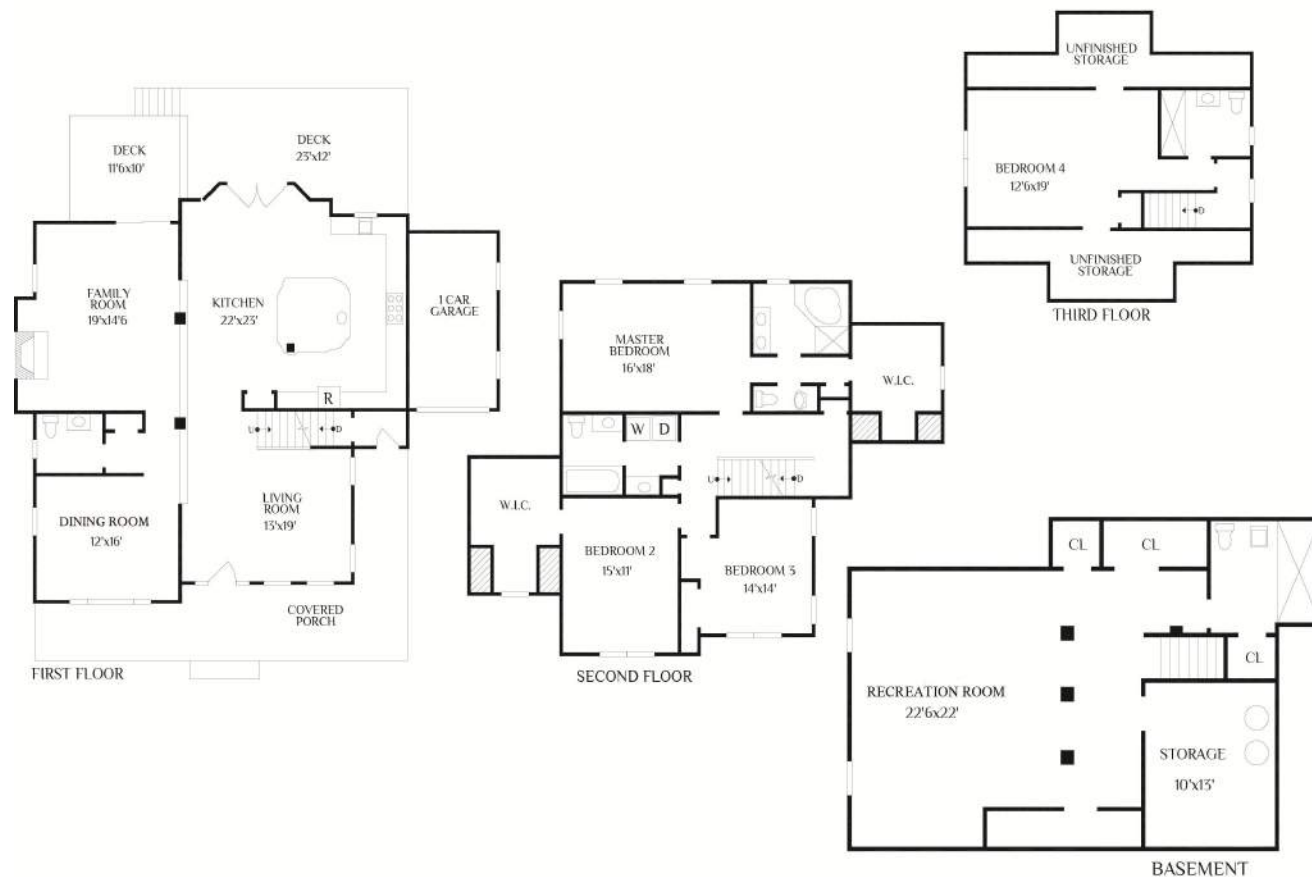 DECK
11'6x10'
DECK
23'x12'
FAMILY
ROOM
19'x14'6
KITCHEN
22'x23'
1 CAR
GARAGE
R
U
D
LIVING
ROOM
13'x19'
DINING ROOM
12'x16'
COVERED
PORCH
FIRST FLOOR
MASTER
BEDROOM
16'x18'
W.I.C.
W D
U
D
W.I.C.
BEDROOM 2
15'x11'
BEDROOM 3
14'x14'
SECOND FLOOR
UNFINISHED
STORAGE
BEDROOM 4
12'6x19'
D
UNFINISHED
STORAGE
THIRD FLOOR
CL
CL
CL
RECREATION ROOM
22'6x22'
STORAGE
10'x13'
BASEMENT